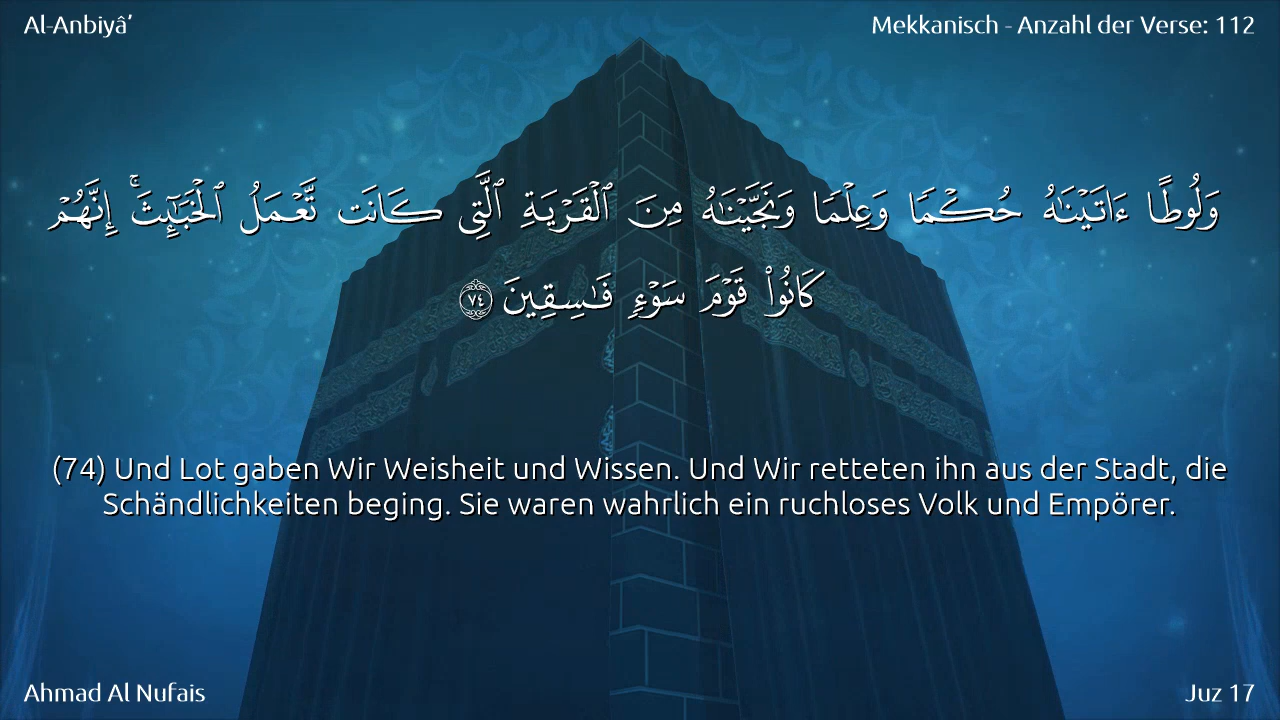 Al-Anbiyâ’
Mekkanisch - Anzahl der Verse: 112
وَلُوطًا ءَاتَيْنَٰهُ حُكْمًا وَعِلْمًا وَنَجَّيْنَٰهُ مِنَ ٱلْقَرْيَةِ ٱلَّتِى كَانَت تَّعْمَلُ ٱلْخَبَٰٓئِثَ ۗ إِنَّهُمْ
كَانُوا۟ قَوْمَ سَوْءٍ فَٰسِقِينَ ٧٤
(74) Und Lot gaben Wir Weisheit und Wissen. Und Wir retteten ihn aus der Stadt, die
Schändlichkeiten beging. Sie waren wahrlich ein ruchloses Volk und Empörer.
Ahmad Al Nufais
Juz 17